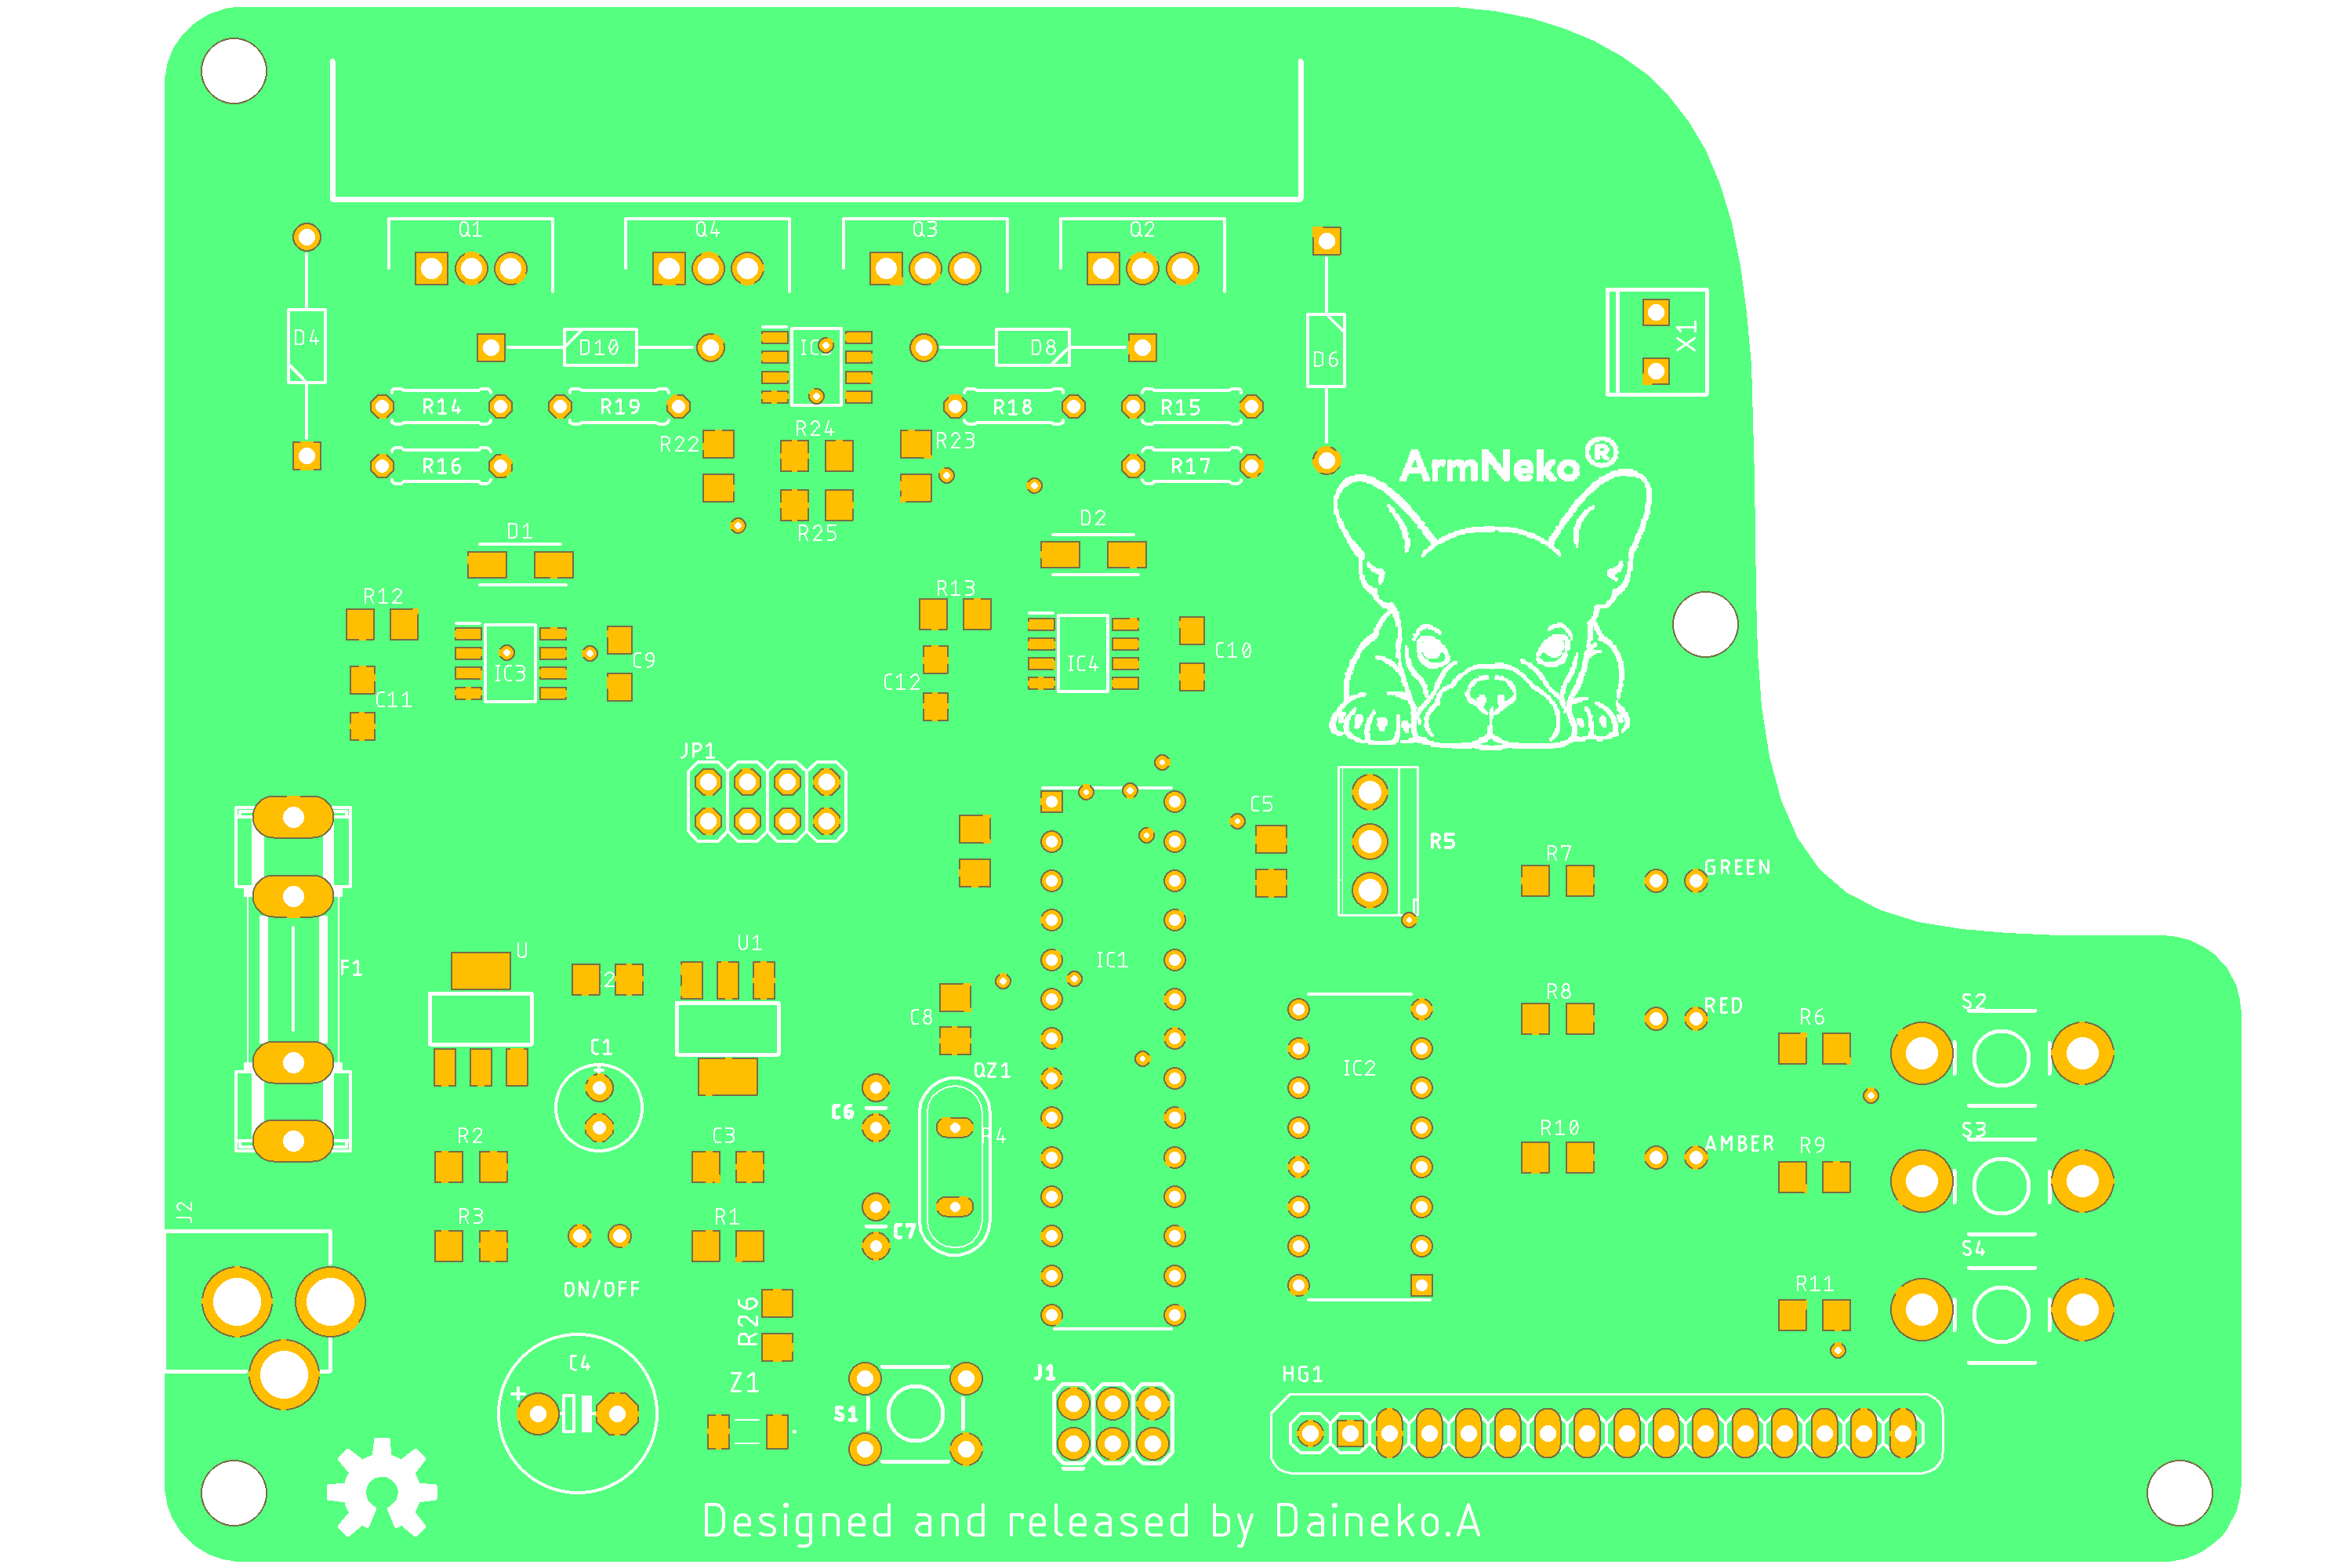 Q1 Q4 Q3 Q2
D4 D10 D8 D6 X1
R14 R19 R18 R15
R22 R24 R23
R16 R17
ArmNeko®
R25
D1 D2
R12 R13
IC3 C9 IC4 C10
C11 C12
JP1
C5
R5 R7 GREEN
F1 U U1 IC1
R8 RED S2
C8 R6
C1 QZ1 IC2
C6
R2 C3 R4 R10 AMBER R9 S3
J2 R3 R1 C7 S4
ON/OFF R11
R26
C4 Z1 J1 HG1
+ S1
Designed and released by Daineko.A